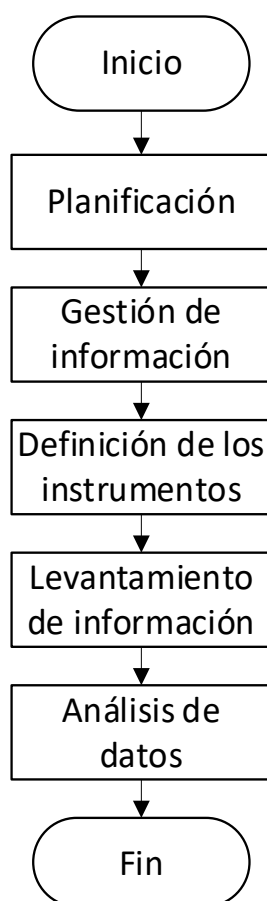 Inicio
Planificación
Gestión de
información
Definición de los
instrumentos
Levantamiento
de información
Análisis de
datos
Fin